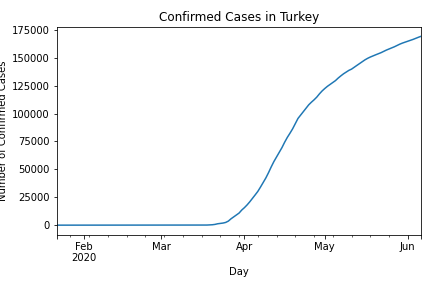 Confirmed Cases in Turkey
Number of Confirmed Cases
175000
150000
125000
100000
75000
50000
25000
0
Feb
2020
Mar
Apr
May
Jun
Day